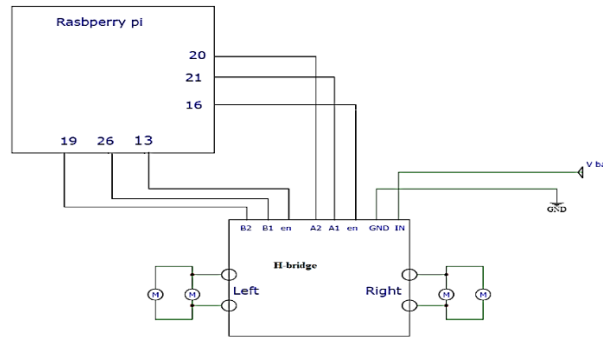 Rasbperry pi
20
21
16
19 26 13
V ba
GND
B2 B1 en A2 A1 en GND IN
H-bridge
Left Right
M M M M